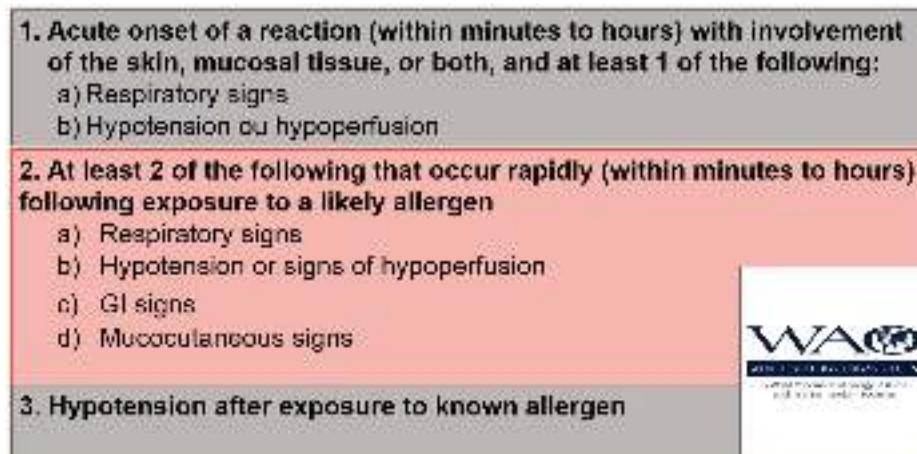 1. Acute onset of a reaction (within minutes to hours) with involvement
of the skin, mucosal tissue, or both, and at least 1 of the following:
a) Respiratory signs
b) Hypotension ou hypoperfusion
2. At least 2 of the following that occur rapidly (within minutes to hours)
following exposure to a likely allergen
a) Respiratory signs
b) Hypotension or signs of hypoperfusion
c) GI signs
d) Mucocutaneous signs
WAO
3. Hypotension after exposure to known allergen